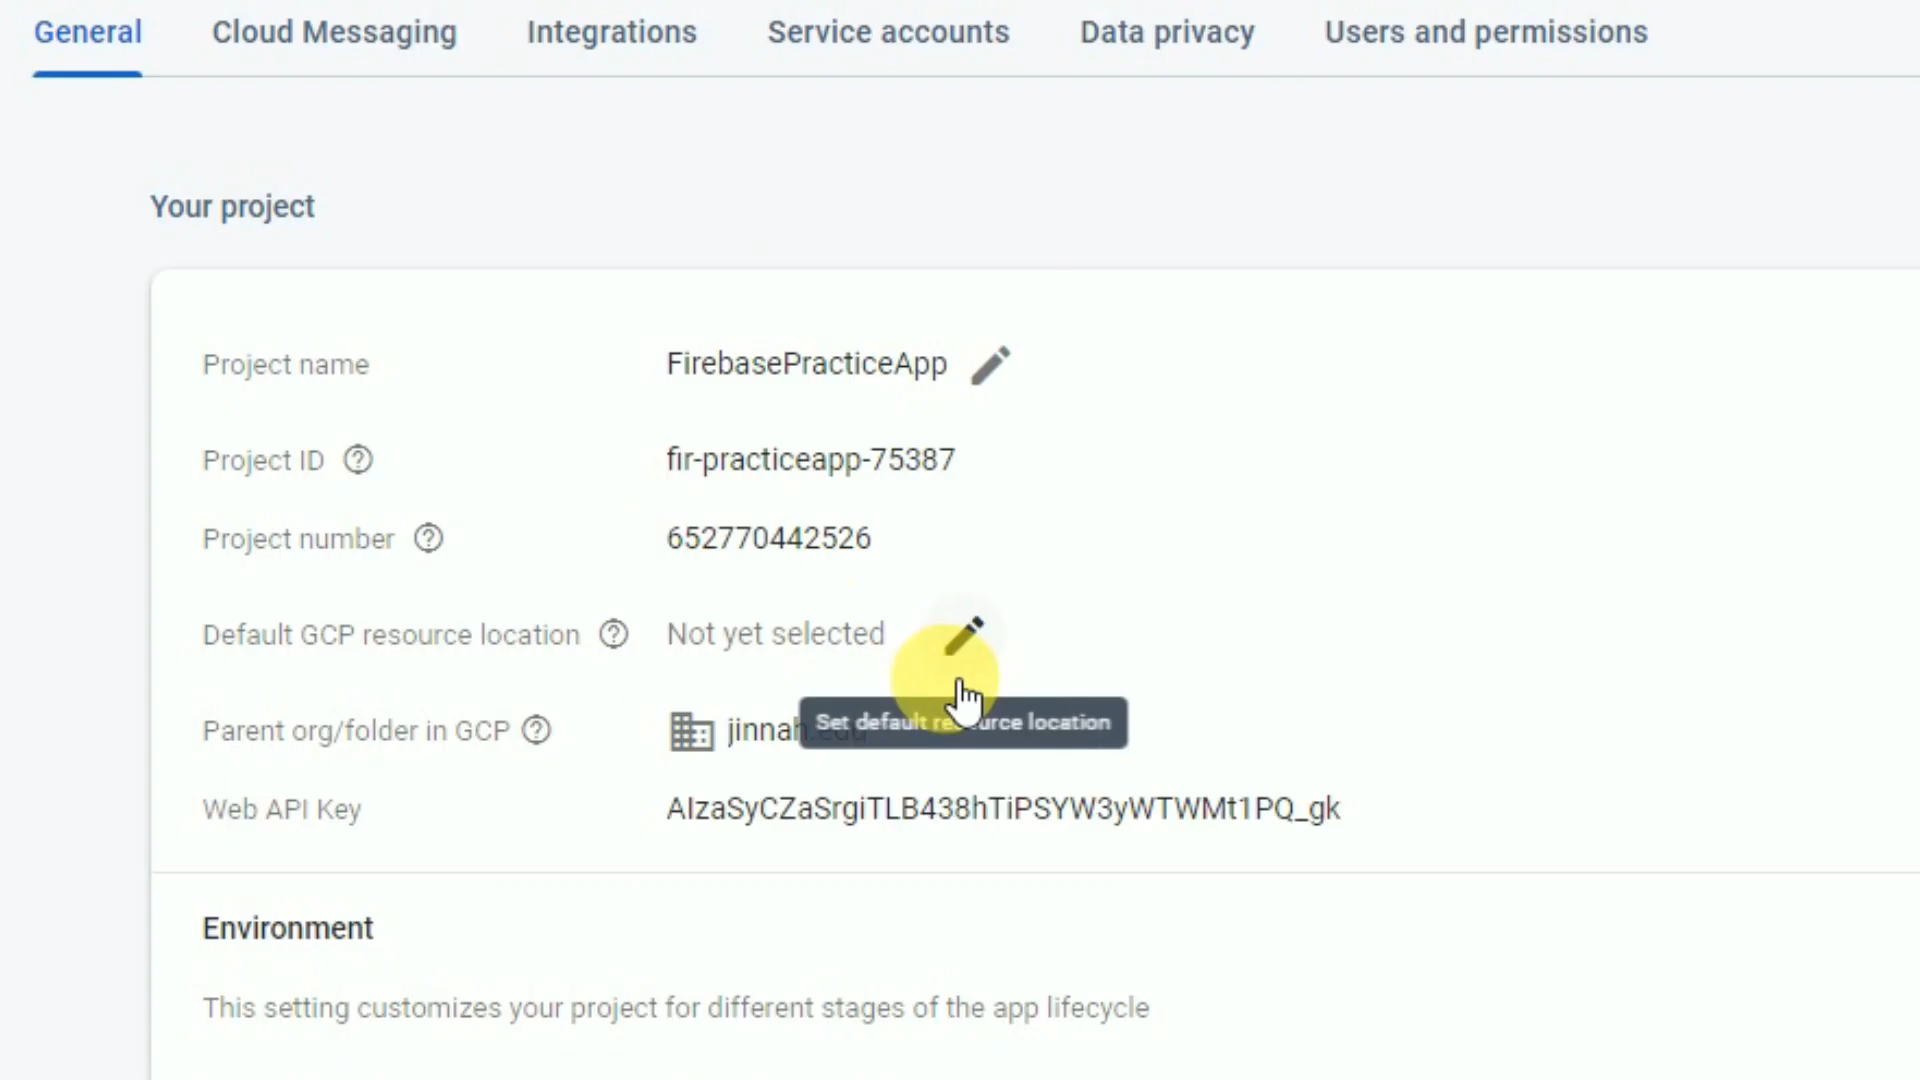 General Cloud Messaging Integrations Service accounts Data privacy Users and permissions
Your project
Project name FirebasePracticeApp
Project ID fir-practiceapp-75387
Project number 652770442526
Default GCP resource location Not yet selected
Parent org/folder in GCP jinnah.edu
Set default resource location
Web API Key AIzaSyCZaSrgiTLB438hTiPSYW3yWTWMt1PQ_gk
Environment
This setting customizes your project for different stages of the app lifecycle